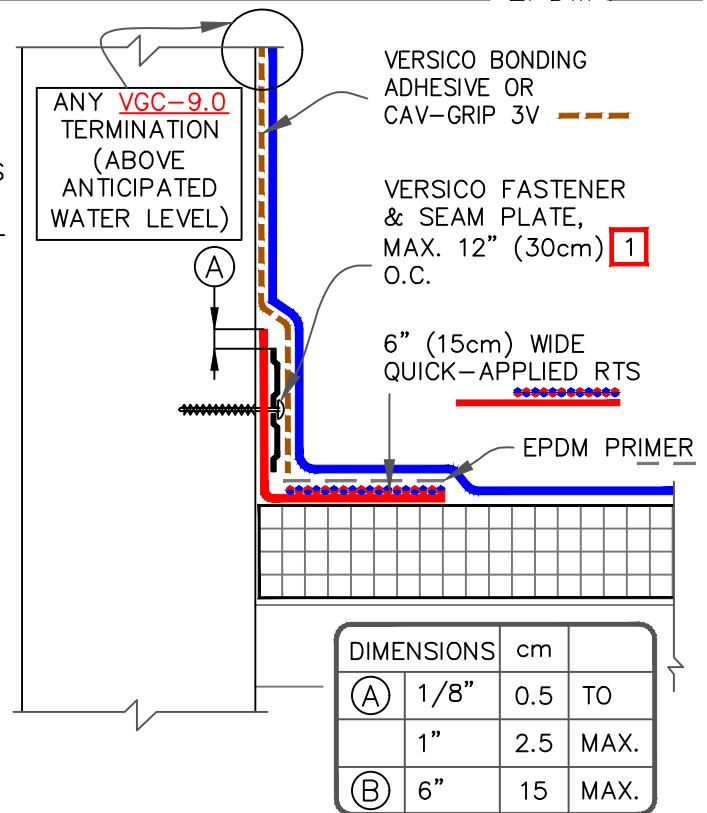 VERSICO BONDING
ADHESIVE OR
CAV-GRIP 3V
ANY VGC-9.0
TERMINATION
(ABOVE
ANTICIPATED
WATER LEVEL)
S
VERSICO FASTENER
& SEAM PLATE,
MAX. 12" (30cm) 1
O.C.
A
6" (15cm) WIDE
QUICK-APPLIED RTS
EPDM PRIMER
DIMENSIONS cm
A 1/8" 0.5 TO
1" 2.5 MAX.
B 6" 15 MAX.